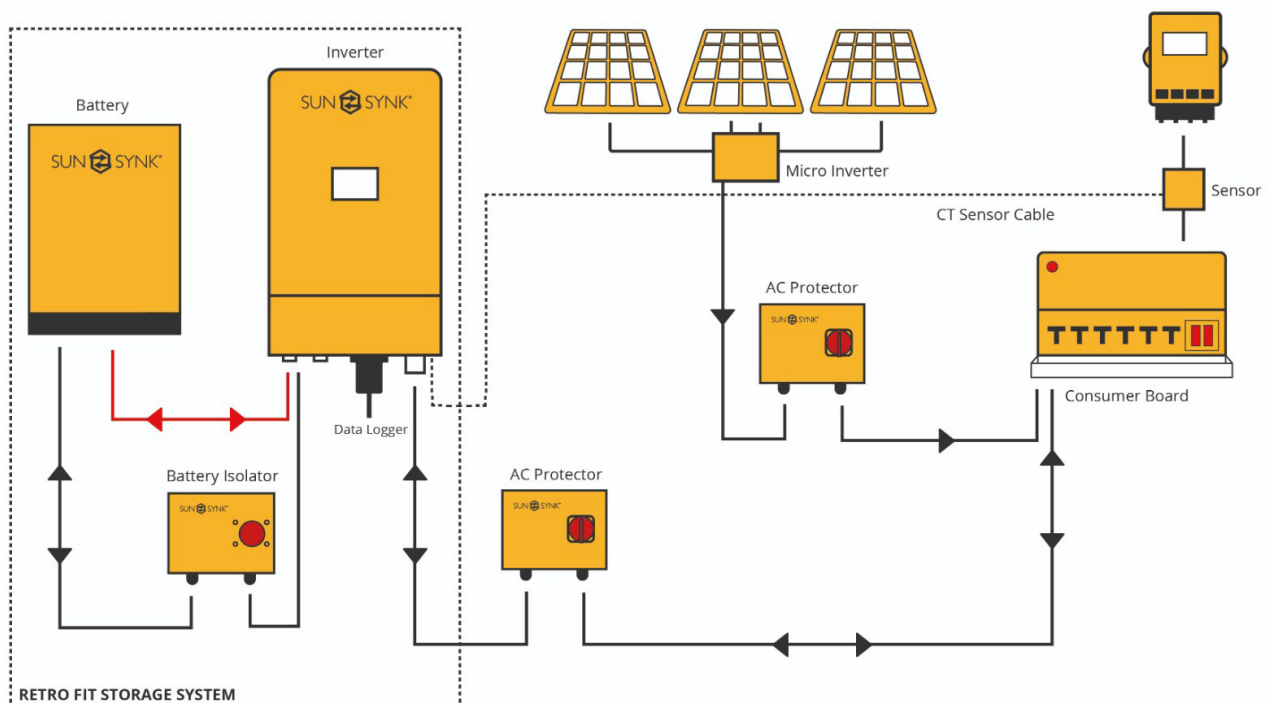 Inverter
SUN SYNK®
Battery
SUN SYNK®
Micro Inverter
Sensor
CT Sensor Cable
AC Protector
SUN SYNK®
Consumer Board
Data Logger
Battery Isolator
SUN SYNK®
AC Protector
SUN SYNK®
RETRO FIT STORAGE SYSTEM